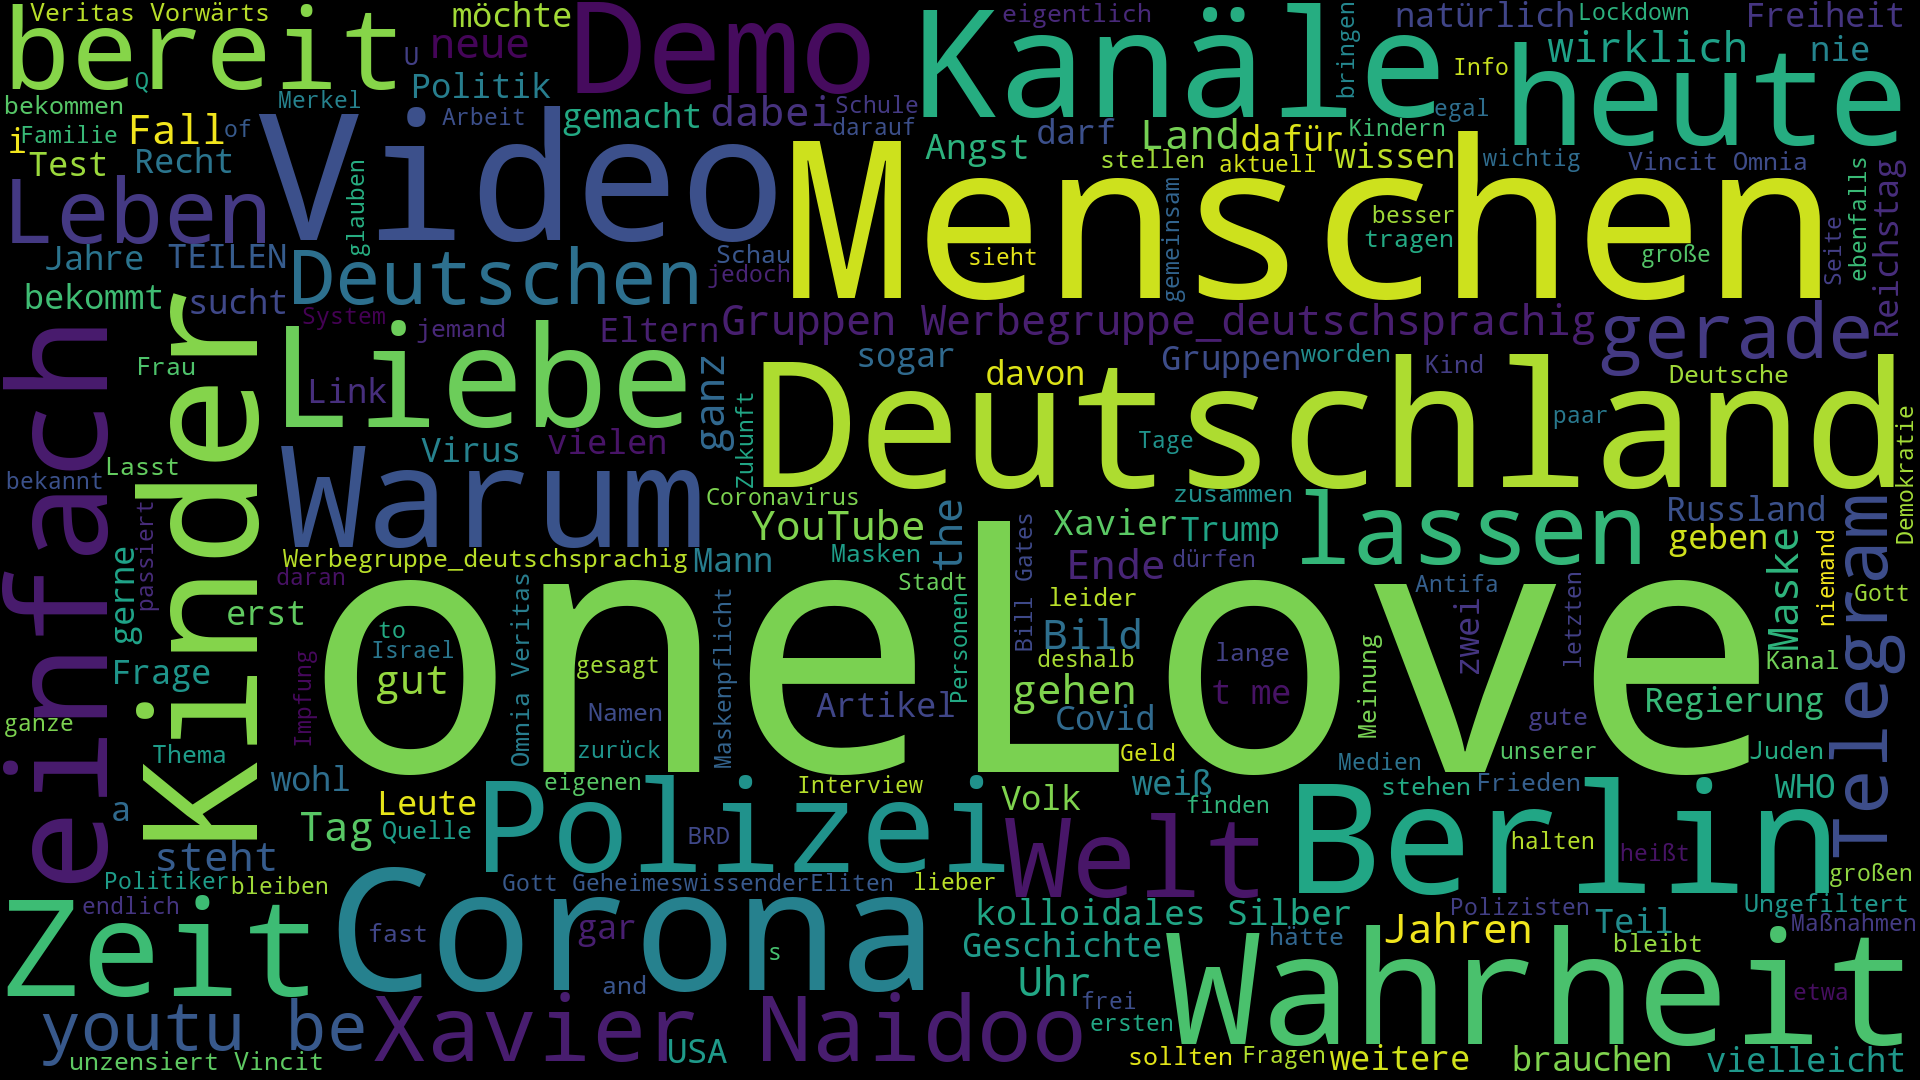 Veritas Vorwärts
möchte
Demo
Kanäle
eigentlich
natürlich
Lockdown
Freiheit
bereit
U
neue
bringen
wirklich
nie
heute
Q
Politik
Info
bekommen
Merkel
Arbeit
gemacht
dabei
Schule
darauf
egal
i
Familie
Fall
of
Video
Angst
darf
Land
dafür
Kindern
Test
Recht
stellen
aktuell
wissen
wichtig
Vincit Omnia
Reichstag
Leben
glauben
Menschen
gemeinsam
besser
tragen
ebenfalls
Seite
Jahre
TEILEN
Deutschen
Schau
jedoch
sieht
große
bekommt
sucht
System
jemand
Eltern
Gruppen Werbegruppe_deutschsprachig
gerade
einfach
Kinder
Liebe
Frau
Link
ganz
sogar
davon
Gruppen
worden
Kind
Deutsche
Deutschland
Zukunft
Tage
paar
Demokratie
Virus
vielen
bekannt
Lasst
Warum
passiert
Coronavirus
zusammen
lassen
Russland
Telegram
YouTube
the
Xavier
Trump
geben
Maske
niemand
gerne
Werbegruppe_deutschsprachig
Mann
Masken
Ende
dürfen
Bill Gates
daran
Stadt
oneLove
Antifa
letzten
Gott
erst
leider
zwei
to
Israel
Omnia Veritas
Maskenpflicht
Personen
Bild
Frage
gut
gesagt
deshalb
lange
Meinung
Kanal
Impfung
gehen
t me
Regierung
ganze
Namen
Artikel
Covid
gute
Thema
zurück
Geld
Medien
unserer
Juden
wohl
eigenen
Interview
weiß
stehen
Frieden
WHO
a
Leute
Polizei
Volk
finden
Berlin
Tag
Quelle
BRD
Welt
halten
heißt
steht
Politiker
bleiben
Gott GeheimeswissenderEliten
lieber
großen
Zeit
endlich
Corona
fast
gar
kolloidales Silber
Polizisten
Ungefiltert
Geschichte
hätte
Jahren
Teil
Maßnahmen
s
Wahrheit
bleibt
Uhr
and
frei
etwa
youtu be
Xavier Naidoo
ersten
unzensiert Vincit
USA
sollten
Fragen
weitere
brauchen
vielleicht